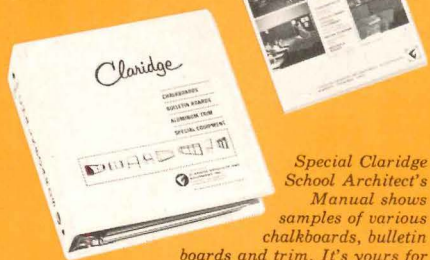 Claridge
CHALKBOARDS
BULLETIN BOARDS
ALUMINUM TRIM
SPECIAL EQUIPMENT
Special Claridge
School Architect's
Manual shows
samples of various
chalkboards, bulletin
boards and trim. It's yours for